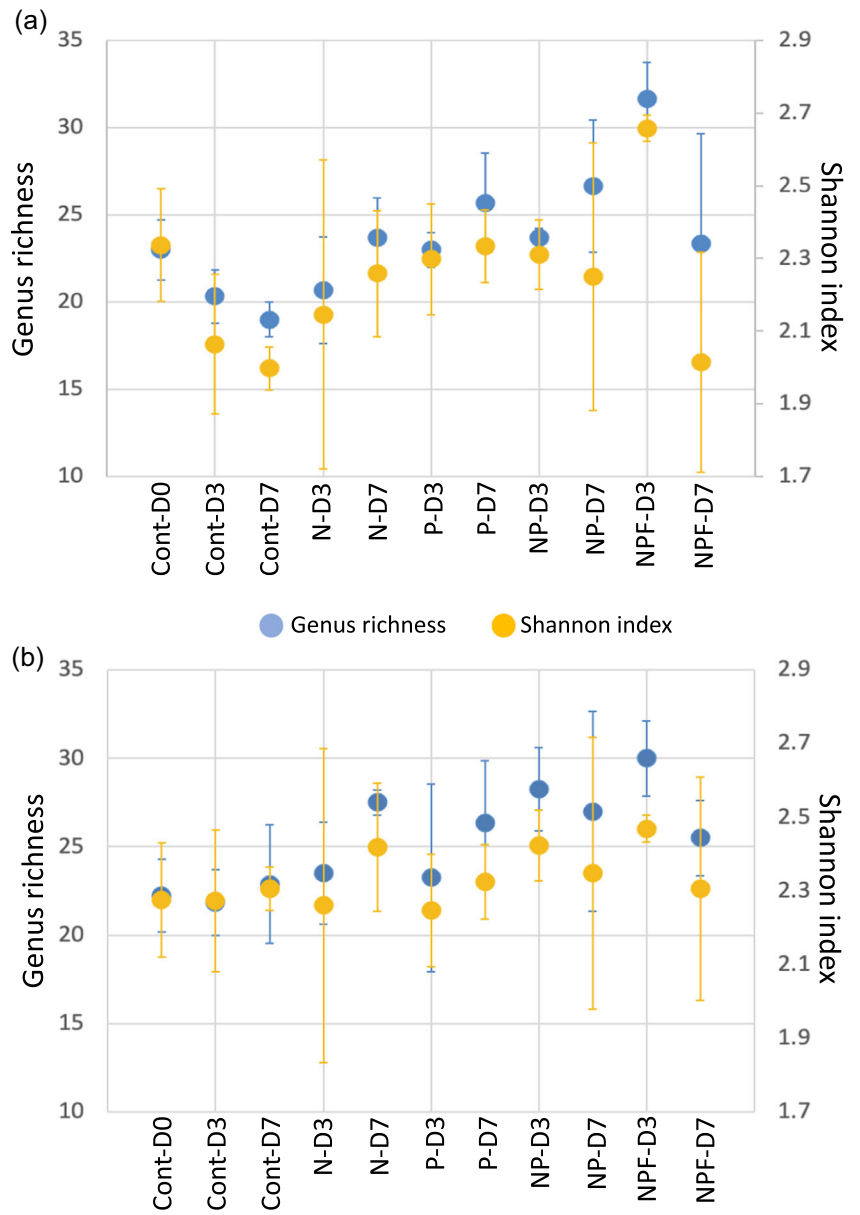 (a)
35
30
25
20
15
10
Genus richness
2.9
2.7
2.5
2.3
2.1
1.9
1.7
Shannon index
Cont-D0
Cont-D3
Cont-D7
N-D3
N-D7
P-D3
P-D7
NP-D3
NP-D7
NPF-D3
NPF-D7
Genus richness
Shannon index
(b)
35
30
25
20
15
10
Genus richness
2.9
2.7
2.5
2.3
2.1
1.9
1.7
Shannon index
Cont-D0
Cont-D3
Cont-D7
N-D3
N-D7
P-D3
P-D7
NP-D3
NP-D7
NPF-D3
NPF-D7